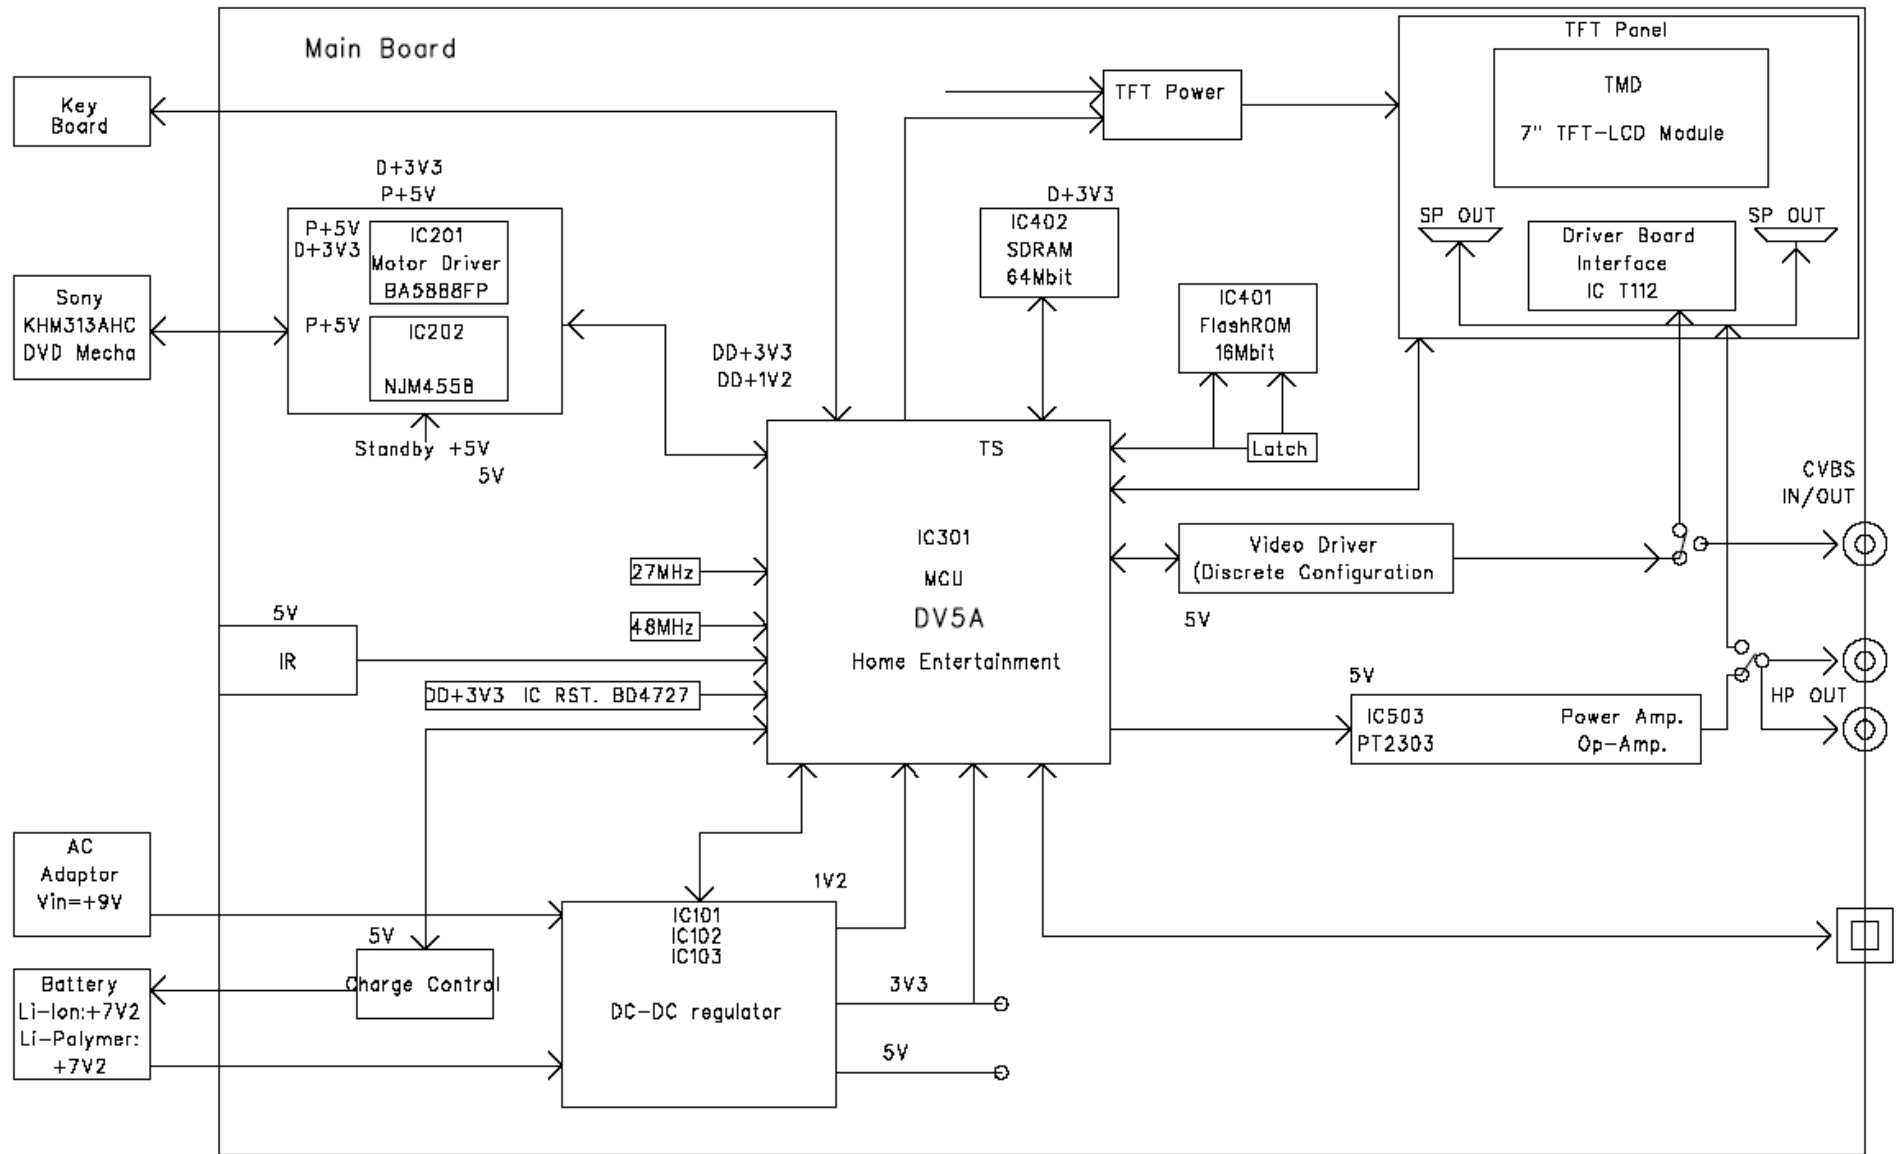 Main Board
TFT Panel
TMD
7" TFT-LCD Module
TFT Power
Key
Board
D+3V3
P+5V
P+5V
D+3V3
IC201
Motor Driver
BA5888FP
P+5V
IC202
NJM4558
Standby +5V
5V
Sony
KHM313AHC
DVD Mecha
D+3V3
IC402
SDRAM
64Mbit
SP OUT
SP OUT
Driver Board
Interface
IC T112
IC401
FlashROM
16Mbit
Latch
DD+3V3
DD+1V2
TS
IC301
MCU
DV5A
Home Entertainment
CVBS
IN/OUT
Video Driver
(Discrete Configuration
5V
27MHz
48MHz
5V
IR
DD+3V3 IC RST. BD4727
5V
IC503
PT2303
Power Amp.
Op-Amp.
HP OUT
AC
Adaptor
Vin=+9V
5V
Charge Control
Battery
Li-Ion:+7V2
Li-Polymer:
+7V2
IC101
IC102
IC103
DC-DC regulator
1V2
3V3
5V